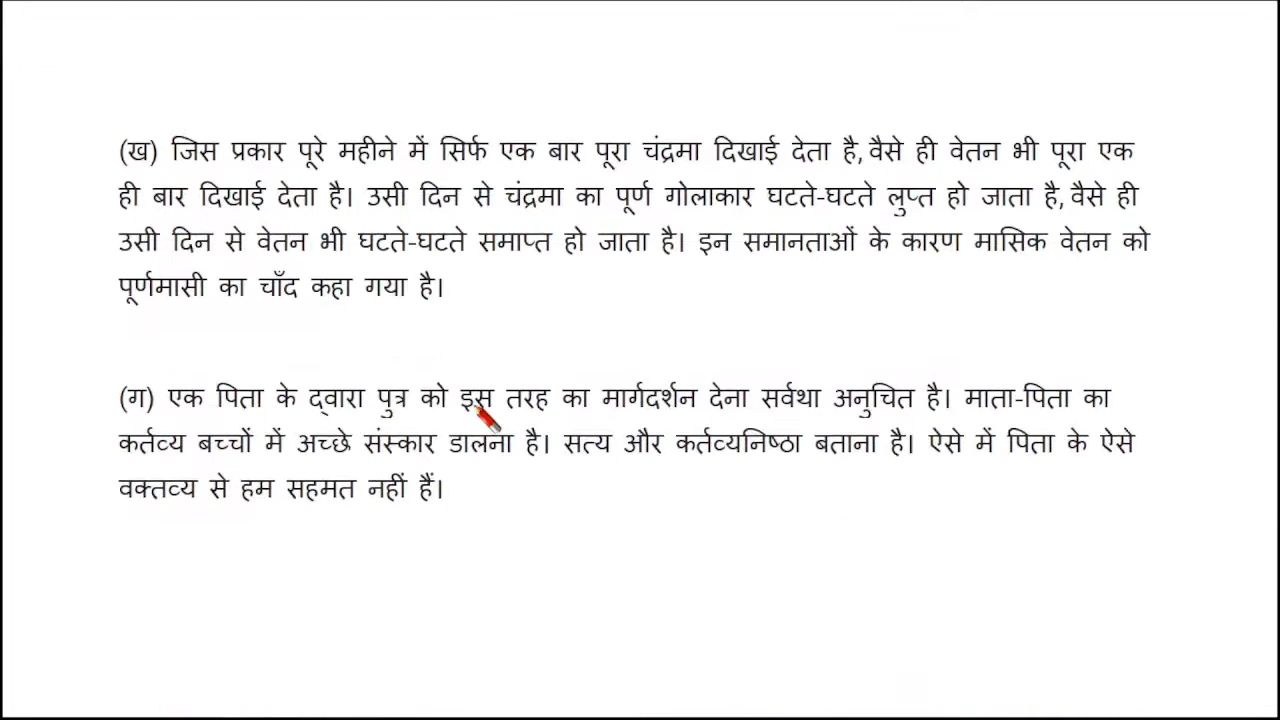 (ख) जिस प्रकार पूरे महीने में सिर्फ एक बार पूरा चंद्रमा दिखाई देता है, वैसे ही वेतन भी पूरा एक
ही बार दिखाई देता है। उसी दिन से चंद्रमा का पूर्ण गोलाकार घटते-घटते लुप्त हो जाता है, वैसे ही
उसी दिन से वेतन भी घटते-घटते समाप्त हो जाता है। इन समानताओं के कारण मासिक वेतन को
पूर्णमासी का चाँद कहा गया है।
(ग) एक पिता के द्वारा पुत्र को इस तरह का मार्गदर्शन देना सर्वथा अनुचित है। माता-पिता का
कर्तव्य बच्चों में अच्छे संस्कार डालना है। सत्य और कर्तव्यनिष्ठा बताना है। ऐसे में पिता के ऐसे
वक्तव्य से हम सहमत नहीं हैं।